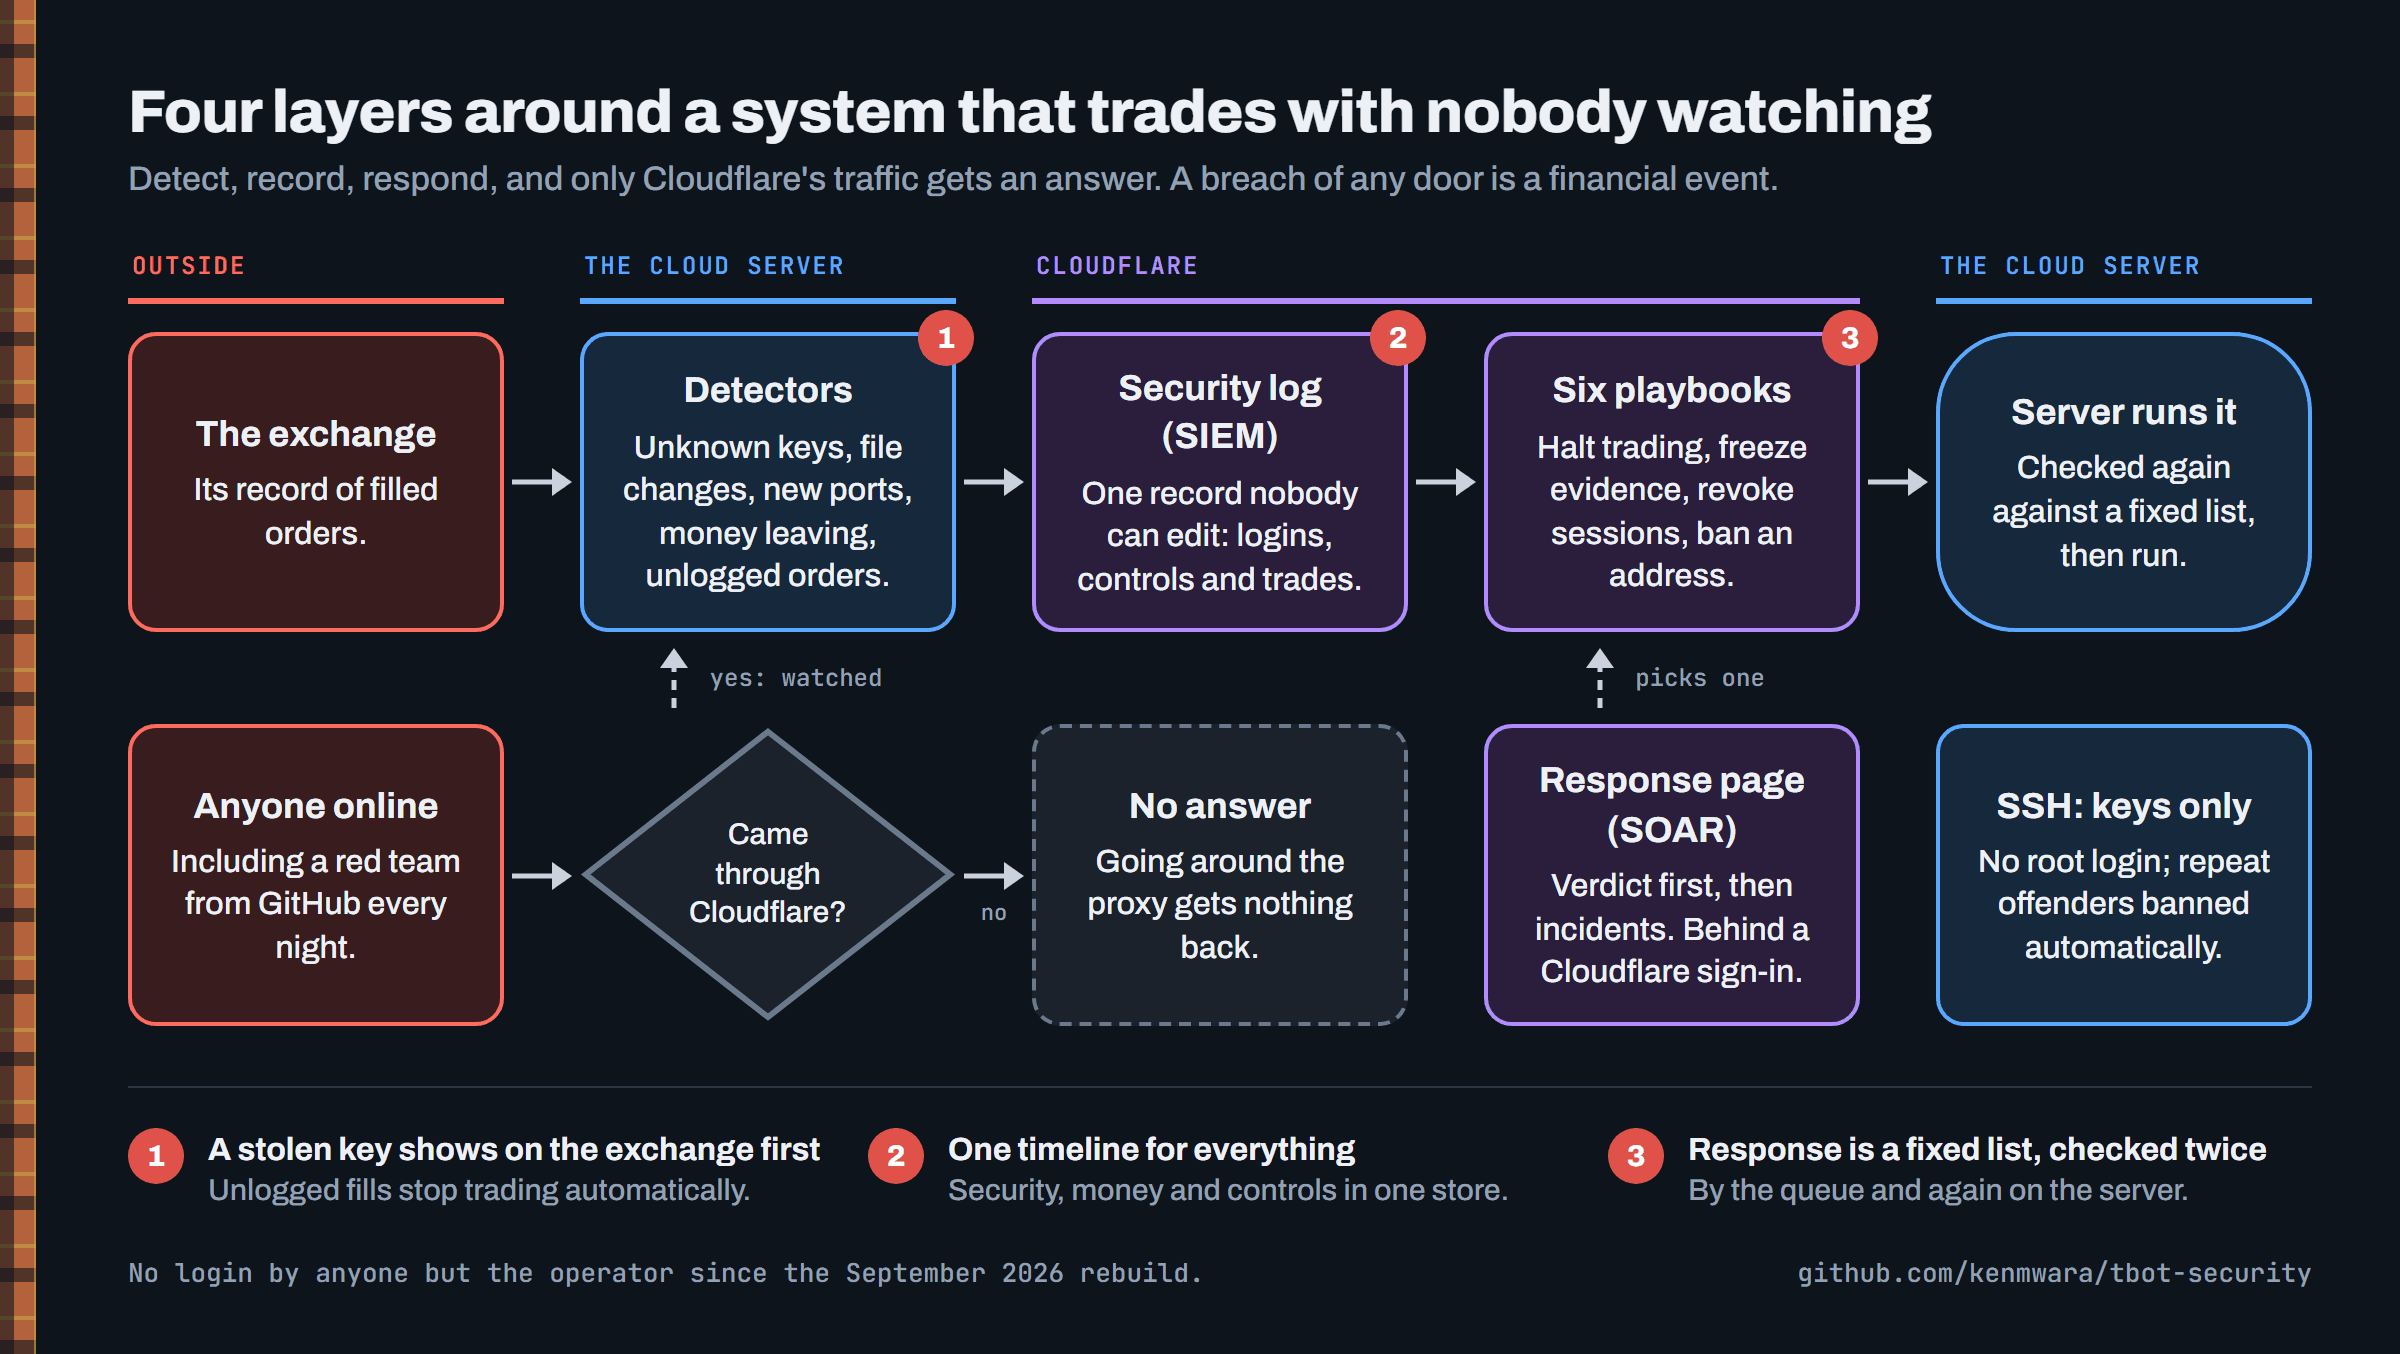 Four layers around a system that trades with nobody watching
Detect, record, respond, and only Cloudflare's traffic gets an answer. A breach of any door is a financial event.
OUTSIDE
THE CLOUD SERVER
CLOUDFLARE
THE CLOUD SERVER
The exchange
Its record of filled
orders.
1
Detectors
Unknown keys, file
changes, new ports,
money leaving,
unlogged orders.
2
Security log
(SIEM)
One record nobody
can edit: logins,
controls and trades.
3
Six playbooks
Halt trading, freeze
evidence, revoke
sessions, ban an
address.
Server runs it
Checked again
against a fixed list,
then run.
yes: watched
picks one
Anyone online
Including a red team
from GitHub every
night.
Came
through
Cloudflare?
no
No answer
Going around the
proxy gets nothing
back.
Response page
(SOAR)
Verdict first, then
incidents. Behind a
Cloudflare sign-in.
SSH: keys only
No root login; repeat
offenders banned
automatically.
1
A stolen key shows on the exchange first
Unlogged fills stop trading automatically.
2
One timeline for everything
Security, money and controls in one store.
3
Response is a fixed list, checked twice
By the queue and again on the server.
No login by anyone but the operator since the September 2026 rebuild.
github.com/kenmwara/tbot-security